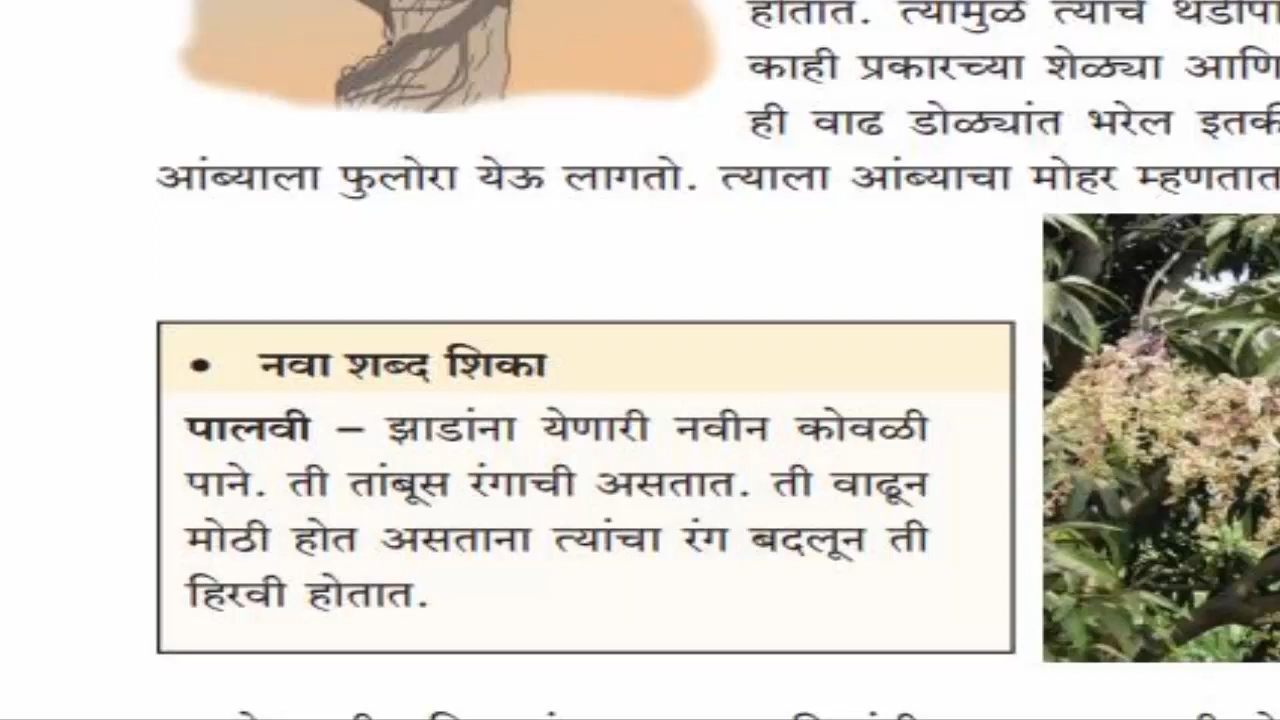 होतात. त्यामुळे त्यांचे
काही प्रकारच्या शेळ्या आणि
ही वाढ डोळ्यांत भरेल इतकी
आंब्याला फुलोरा येऊ लागतो. त्याला आंब्याचा मोहर म्हणतात
• नवा शब्द शिका
पालवी – झाडांना येणारी नवीन कोवळी
पाने. ती तांबूस रंगाची असतात. ती वाढून
मोठी होत असताना त्यांचा रंग बदलून ती
हिरवी होतात.